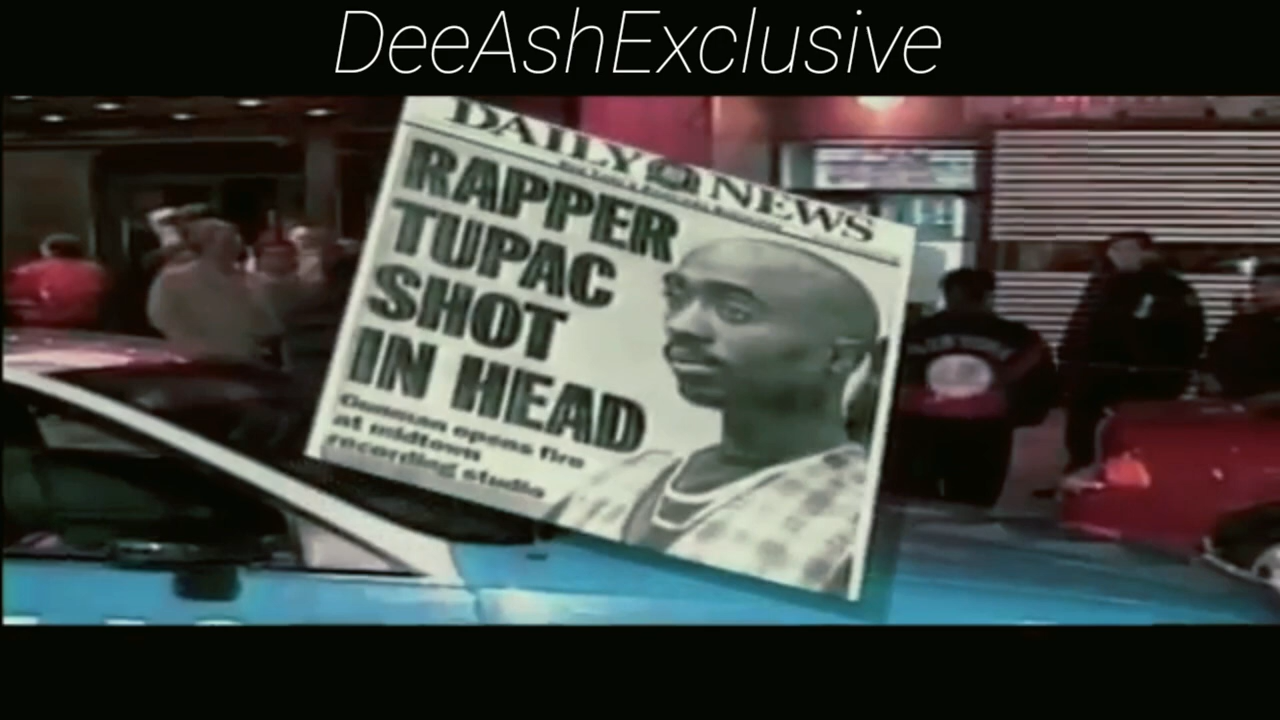 DeeAshExclusive
DAILY NEWS
RAPPER
TUPAC
SHOT
IN HEAD
Gunman opens fire
at midtown
recording studio